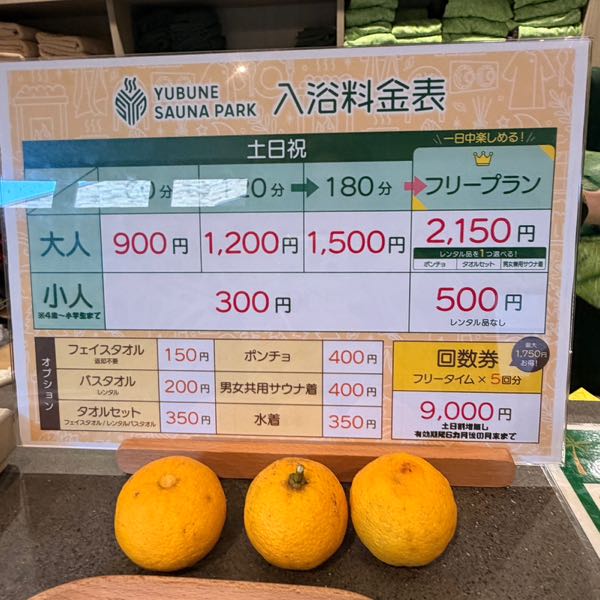 YUBUNE
SAUNA PARK
入浴料金表
土日祝
一日中楽しめる！
分 20分 → 180分 → フリープラン
大人 900円 1,200円 1,500円 2,150円
レンタル品を1つ選べる！
ポンチョ タオルセット 男女共用サウナ着
小人 300円 500円
※4歳～小学生まで レンタル品なし
オプション
フェイスタオル 150円
返却不要
バスタオル 200円
レンタル
タオルセット 350円
フェイスタオル/レンタルバスタオル
ポンチョ 400円
男女共用サウナ着 400円
水着 350円
回数券
フリータイム×5回分
最大
1,750円
お得！
9,000円
土日割増無し
有効期限6カ月後の月末まで